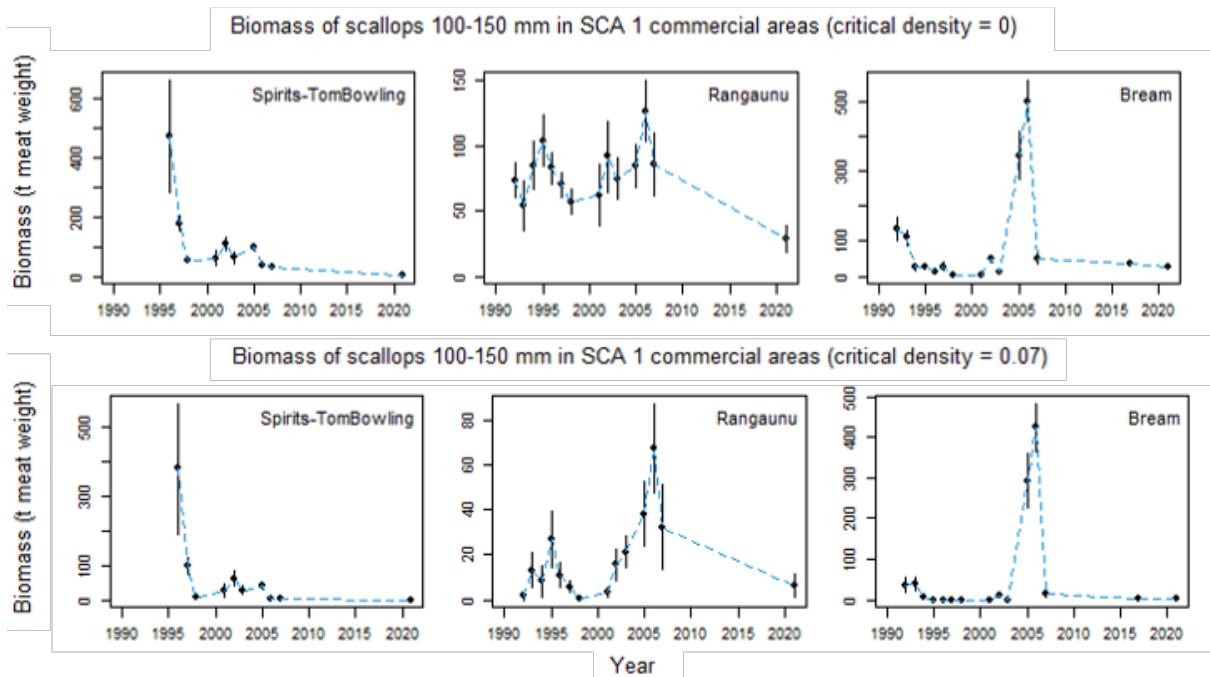 Biomass of scallops 100-150 mm in SCA 1 commercial areas (critical density = 0)
Biomass (t meat weight)
Spirits-TomBowling
0 200 400 600
1990 1995 2000 2005 2010 2015 2020
Rangaunu
0 50 100 150
1990 1995 2000 2005 2010 2015 2020
Bream
0 100 300 500
1990 1995 2000 2005 2010 2015 2020
Biomass of scallops 100-150 mm in SCA 1 commercial areas (critical density = 0.07)
Biomass (t meat weight)
Spirits-TomBowling
0 100 300 500
1990 1995 2000 2005 2010 2015 2020
Rangaunu
0 20 40 60 80
1990 1995 2000 2005 2010 2015 2020
Bream
0 100 200 300 400 500
1990 1995 2000 2005 2010 2015 2020
Year